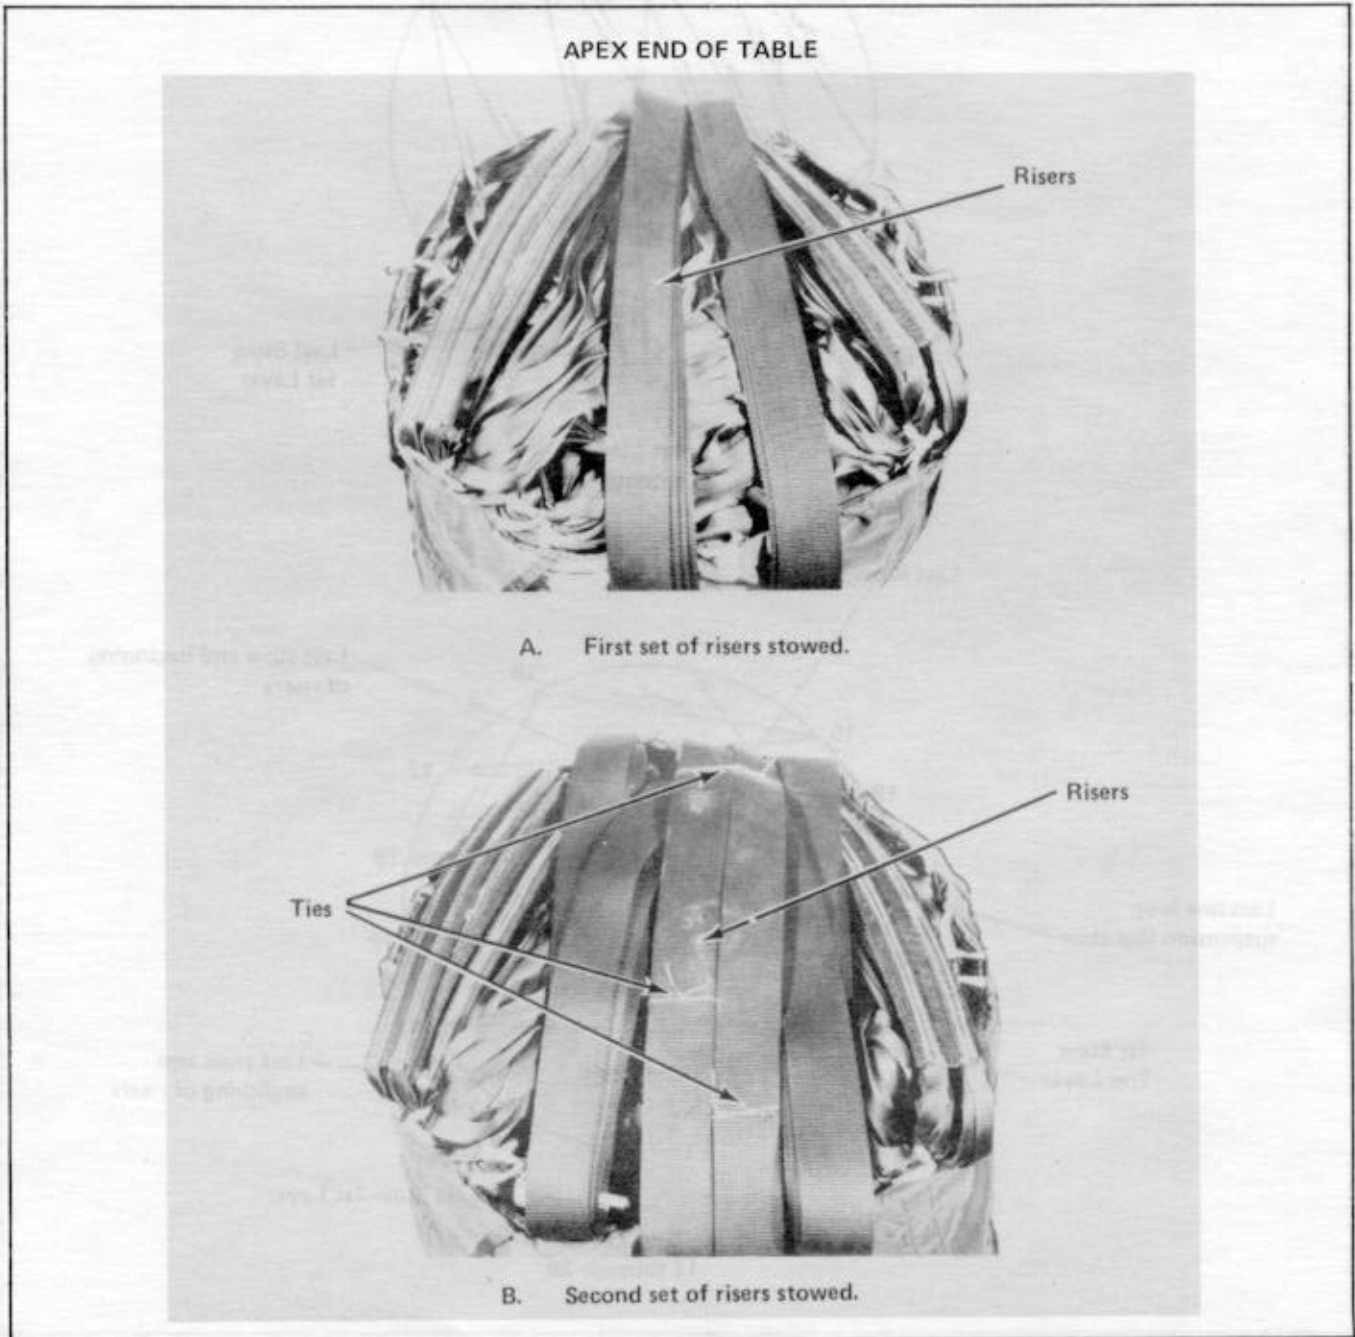 APEX END OF TABLE
Risers
A. First set of risers stowed.
Risers
Ties
B. Second set of risers stowed.